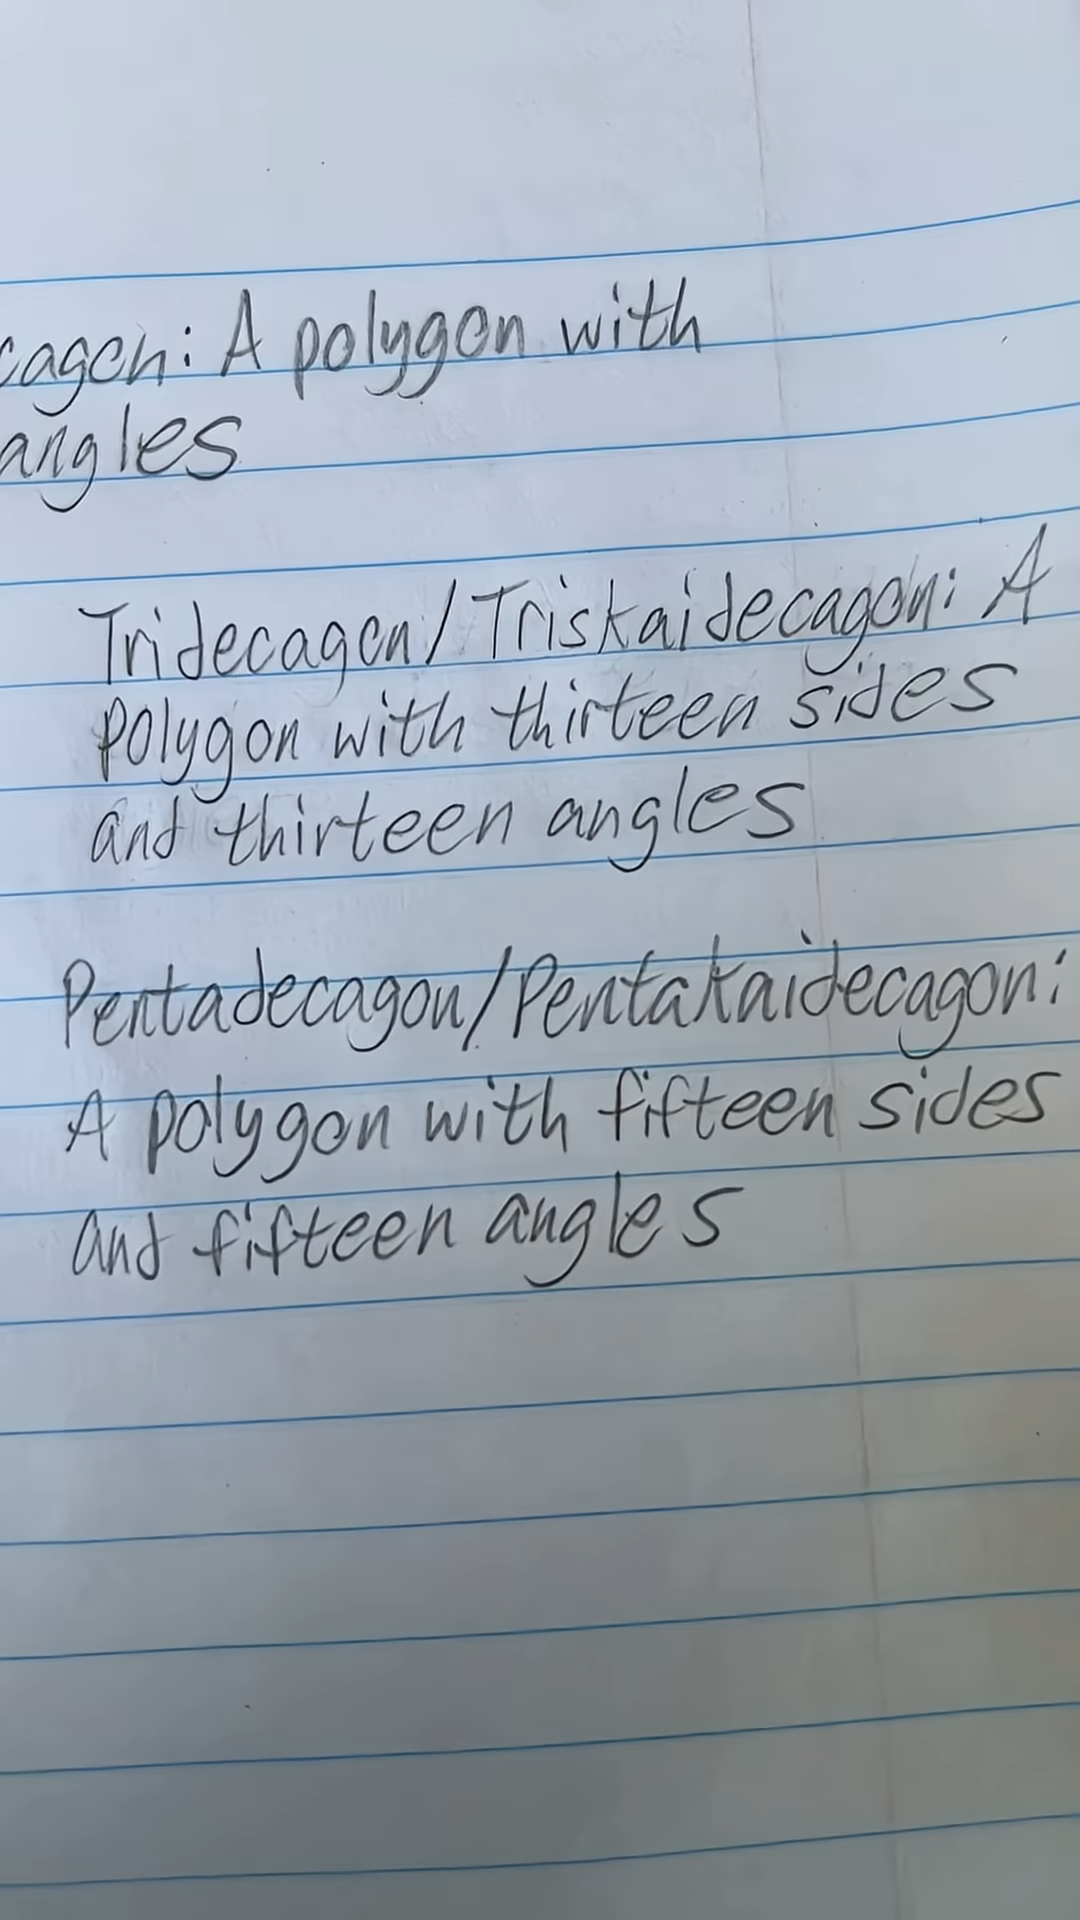 cagon: A polygon with
angles
Tridecagon/Triskaidecagon: A
polygon with thirteen sides
and thirteen angles
Pentadecagon/Pentakaidecagon:
A polygon with fifteen sides
and fifteen angles